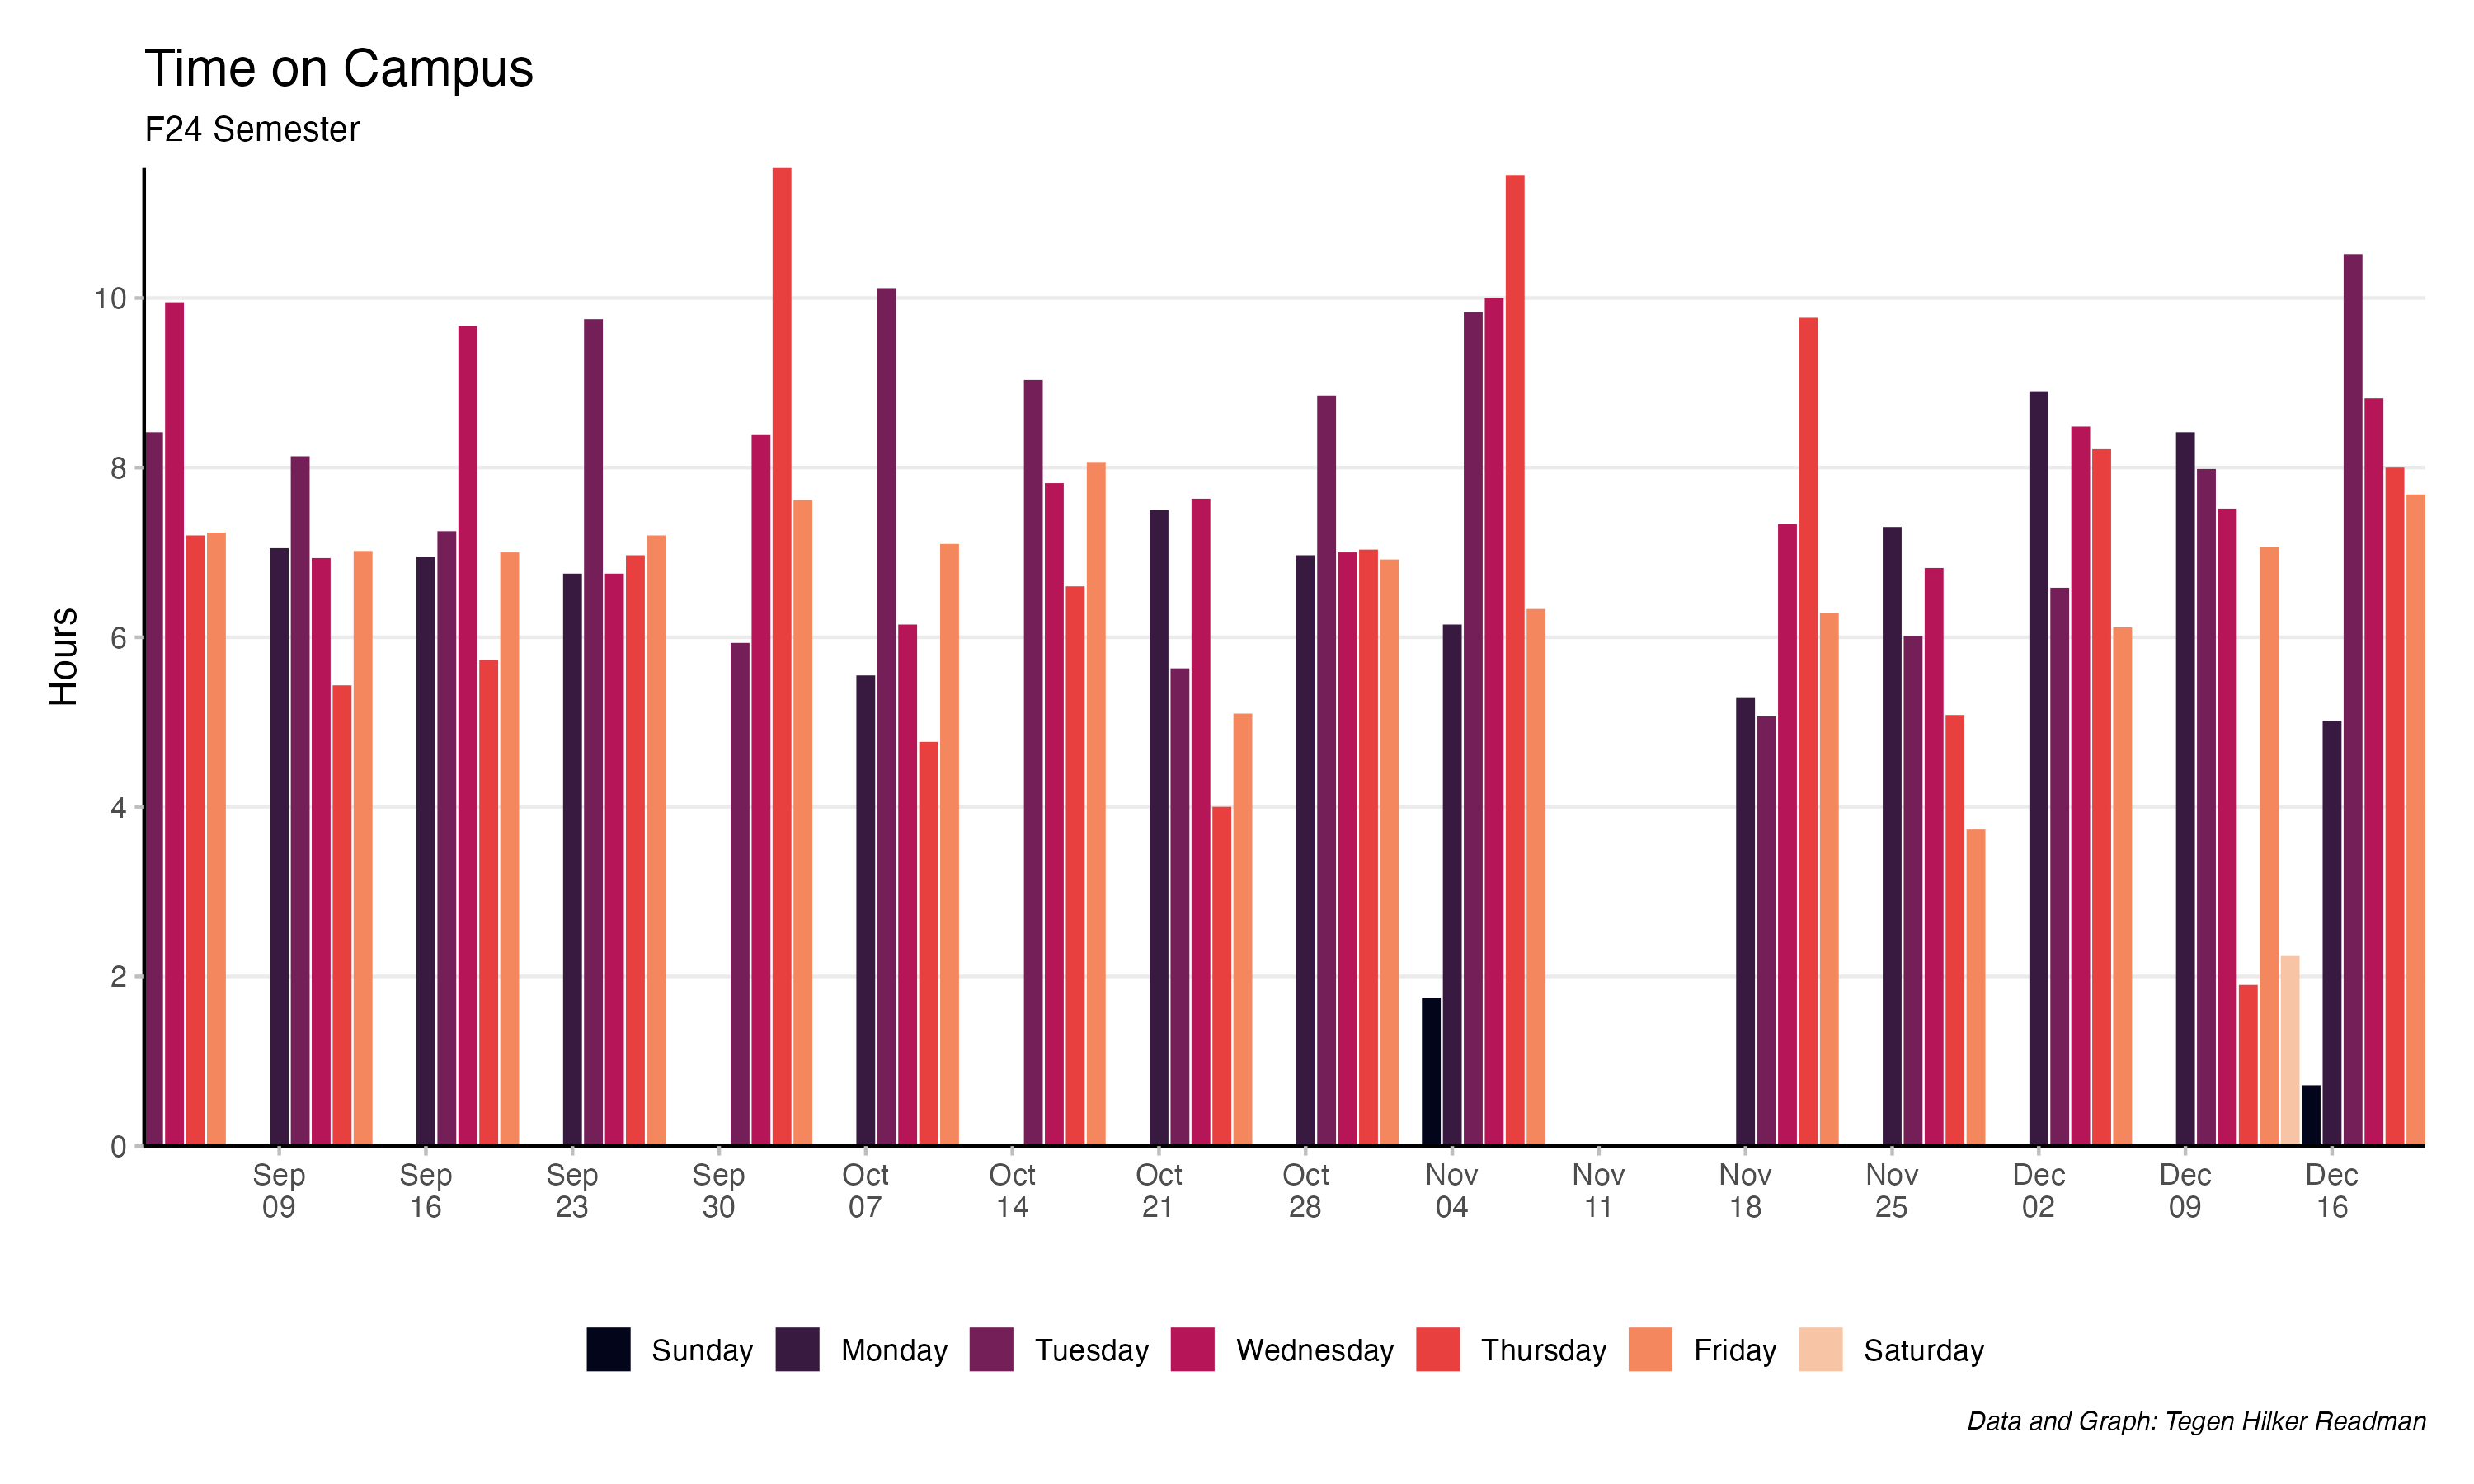 Time on Campus
F24 Semester
Hours
10
8
6
4
2
0
Sep Sep Sep Sep Oct Oct Oct Oct Nov Nov Nov Nov Dec Dec Dec
09 16 23 30 07 14 21 28 04 11 18 25 02 09 16
Sunday Monday Tuesday Wednesday Thursday Friday Saturday
Data and Graph: Tegen Hilker Readman